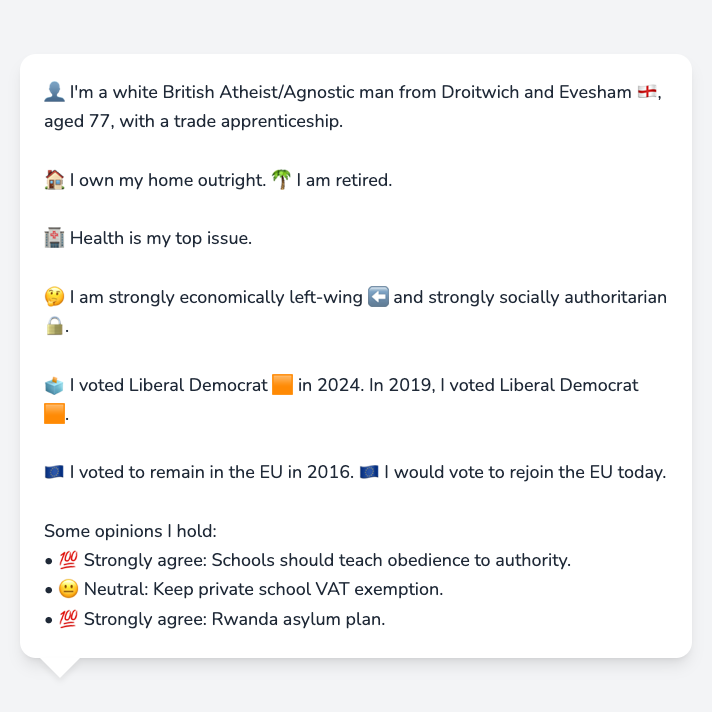 👤 I'm a white British Atheist/Agnostic man from Droitwich and Evesham 🏴󠁧󠁢󠁥󠁮󠁧󠁿,
aged 77, with a trade apprenticeship.
🏠 I own my home outright. 🌴 I am retired.
🏥 Health is my top issue.
🤔 I am strongly economically left-wing ⬅️ and strongly socially authoritarian
🔒.
🗳️ I voted Liberal Democrat 🟧 in 2024. In 2019, I voted Liberal Democrat
🟧.
🇪🇺 I voted to remain in the EU in 2016. 🇪🇺 I would vote to rejoin the EU today.
Some opinions I hold:
• 💯 Strongly agree: Schools should teach obedience to authority.
• 😐 Neutral: Keep private school VAT exemption.
• 💯 Strongly agree: Rwanda asylum plan.